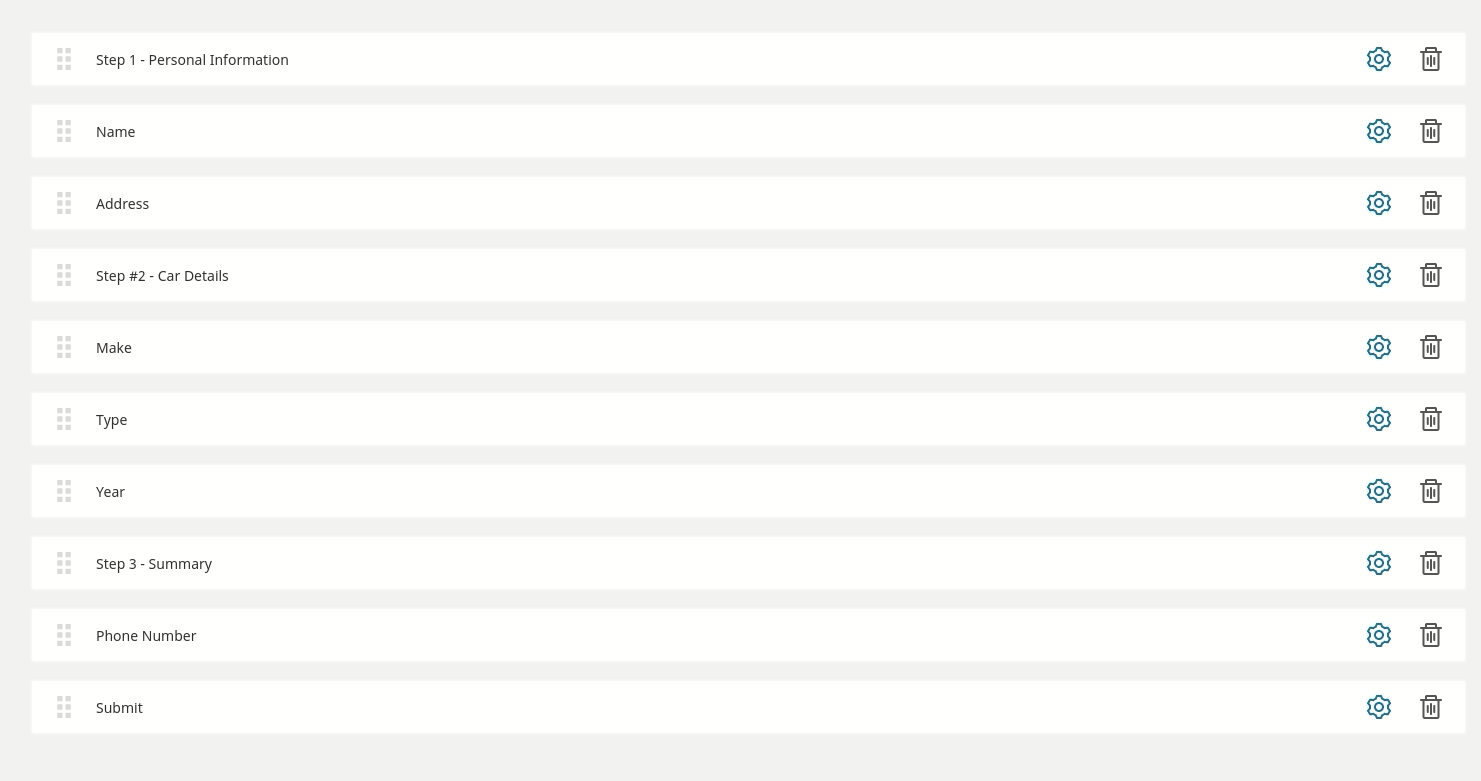 Step 1 - Personal Information
Name
Address
Step #2 - Car Details
Make
Type
Year
Step 3 - Summary
Phone Number
Submit